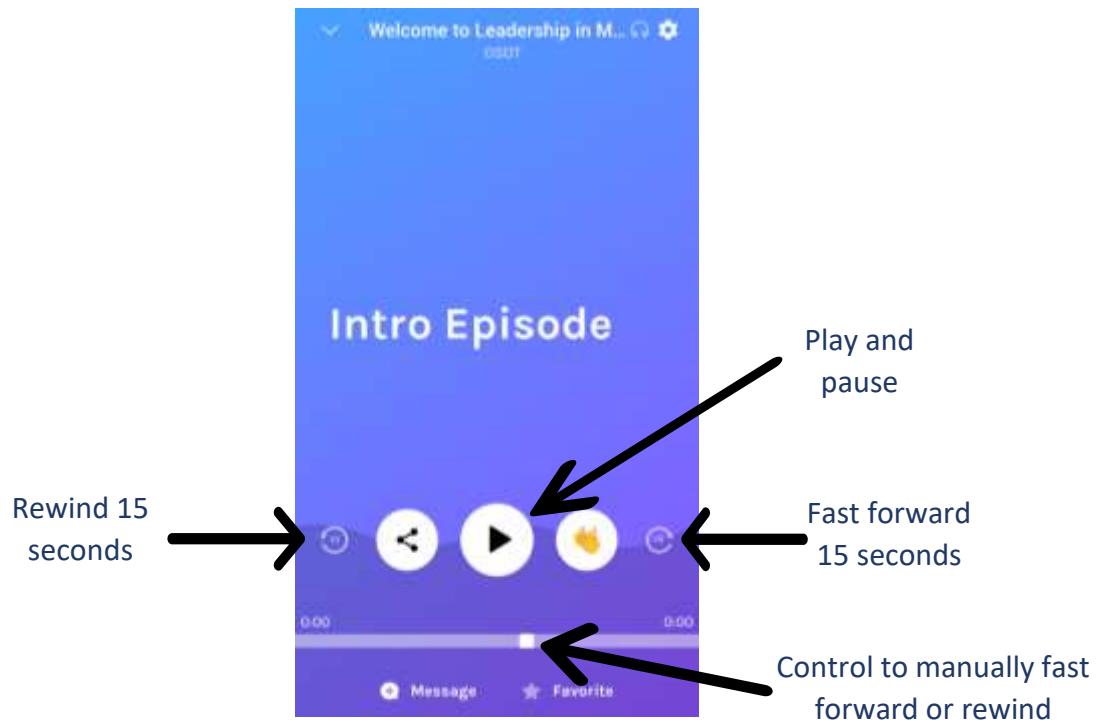 Welcome to Leadership in M...
OSDT
Intro Episode
Play and
pause
Rewind 15
seconds
Fast forward
15 seconds
0:00 0:00
Message Favorite
Control to manually fast
forward or rewind